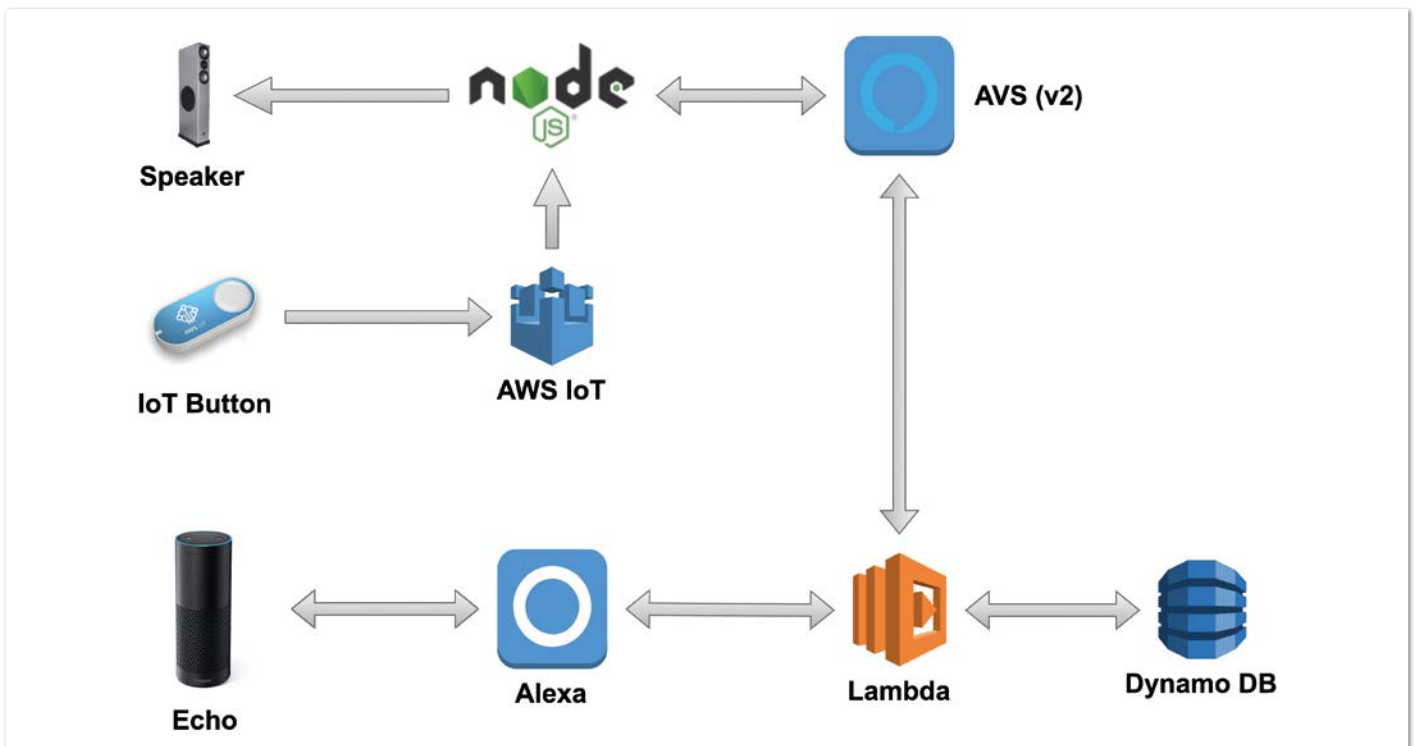 node
JS
AVS (v2)
Speaker
IoT Button
AWS IoT
Echo
Alexa
Lambda
Dynamo DB